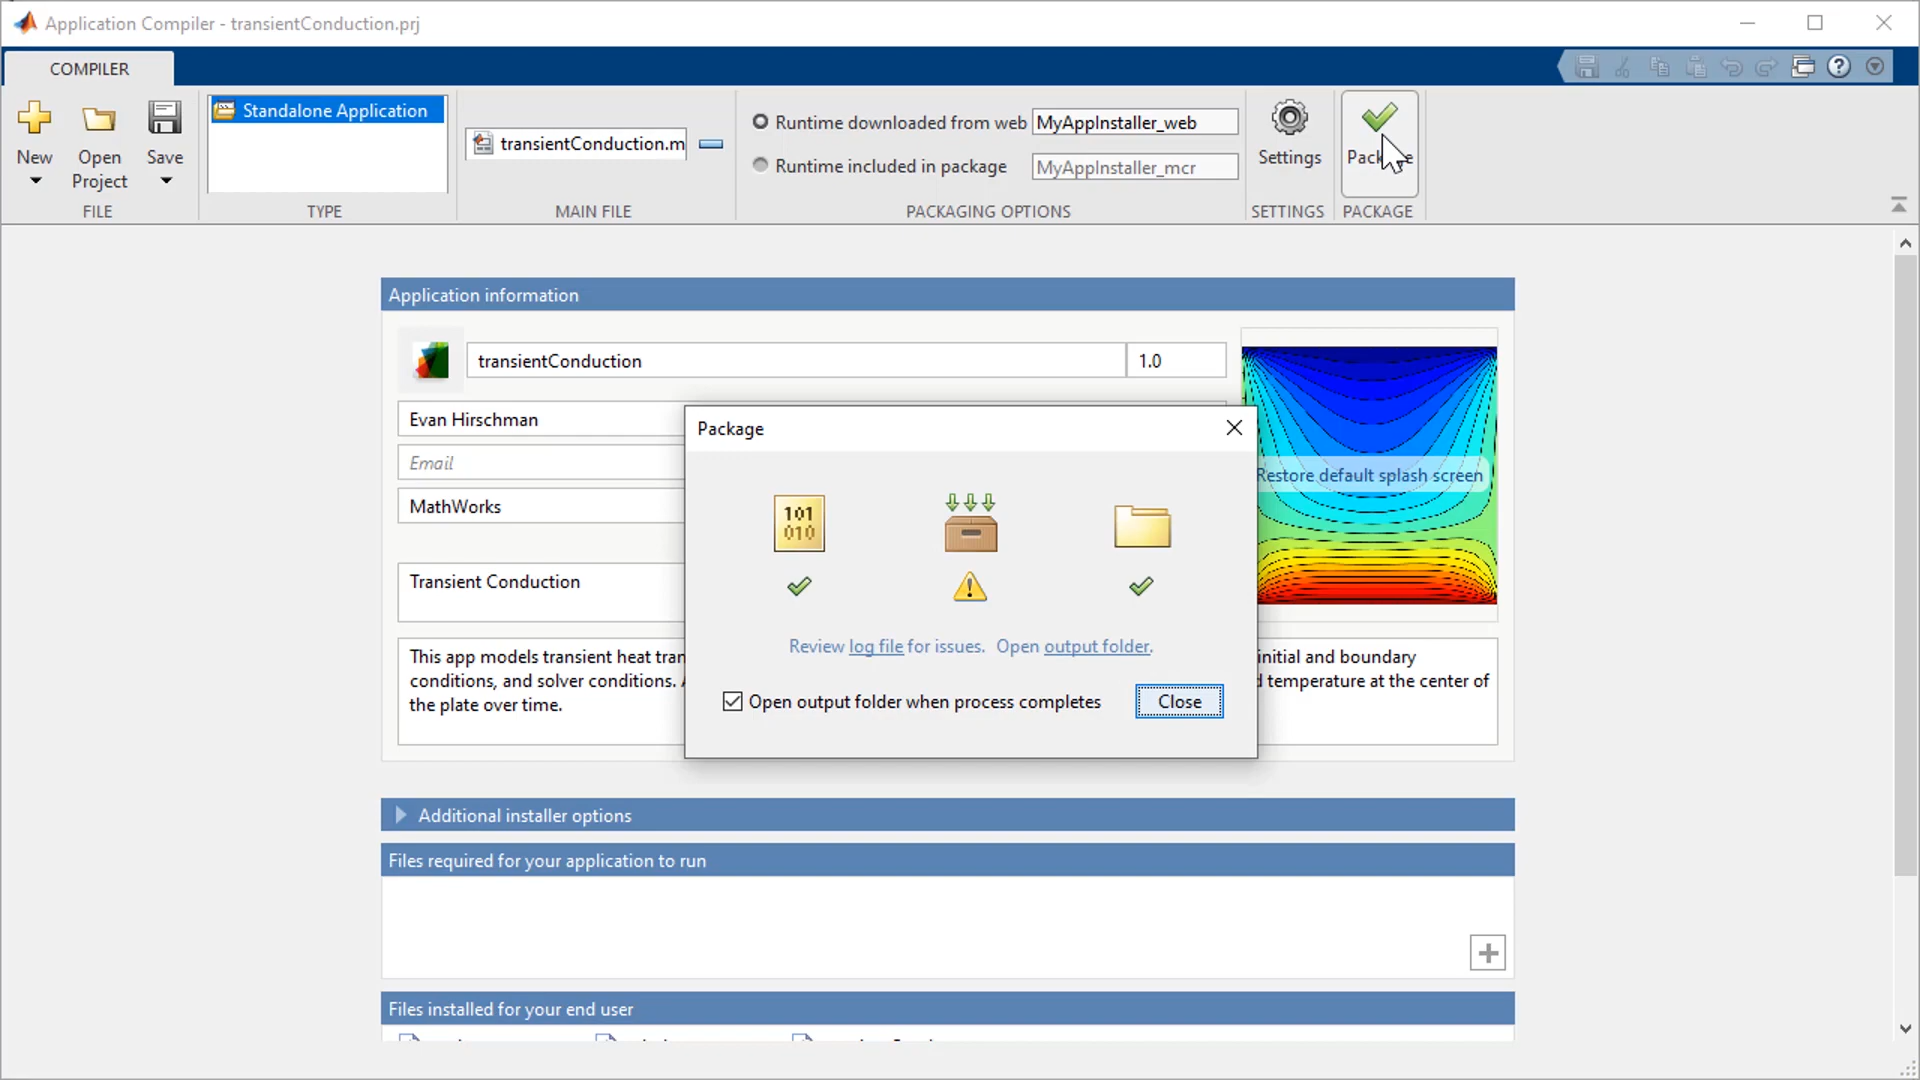 Application Compiler - transientConduction.prj
COMPILER
New
Open Project
Save
FILE
Standalone Application
TYPE
transientConduction.m
MAIN FILE
Runtime downloaded from web
MyAppInstaller_web
Runtime included in package
MyAppInstaller_mcr
PACKAGING OPTIONS
Settings
SETTINGS
Package
PACKAGE
Application information
transientConduction
1.0
Evan Hirschman
Email
MathWorks
Transient Conduction
Restore default splash screen
This app models transient heat tran
initial and boundary
conditions, and solver conditions.
d temperature at the center of
the plate over time.
Package
101
010
Review log file for issues. Open output folder.
Open output folder when process completes
Close
Additional installer options
Files required for your application to run
Files installed for your end user